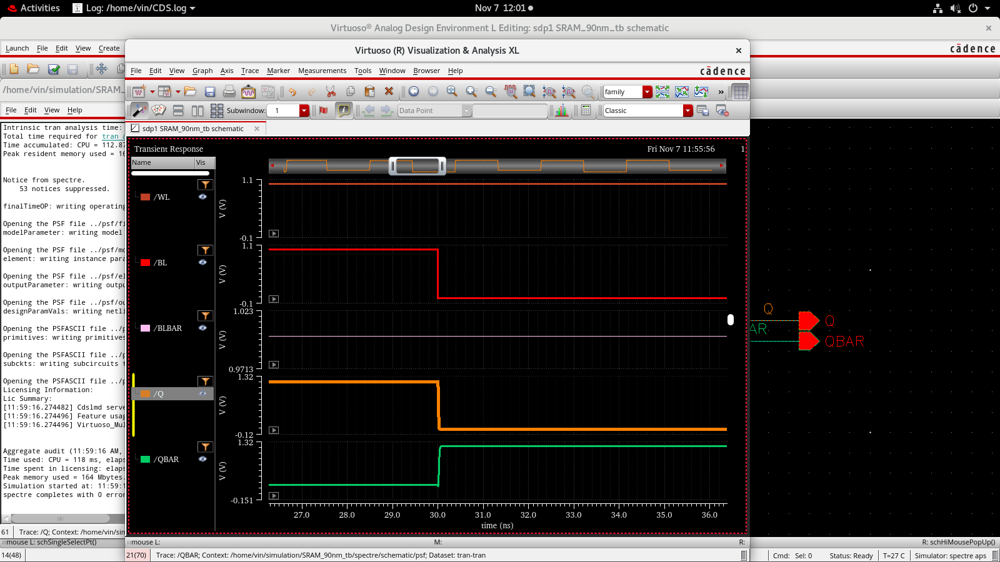 Activities
Log: /home/vin/CDS.log
Nov 7 12:01
Virtuoso® Analog Design Environment L Editing: sdp1 SRAM_90nm_tb schematic
Launch File Edit View Create
cādence
/home/vin/simulation/SRAM_
File Edit View Help
Intrinsic tran analysis time:
Total time required for tran a
Time accumulated: CPU = 112.87
Peak resident memory used = 16
Notice from spectre.
53 notices suppressed.
finalTimeOP: writing operating
Opening the PSF file ../psf/fi
modelParameter: writing model
Opening the PSF file ../psf/mo
element: writing instance para
Opening the PSF file ../psf/el
outputParameter: writing outpu
Opening the PSF file ../psf/ou
designParamVals: writing netli
Opening the PSFASCII file ../p
primitives: writing primitives
Opening the PSFASCII file ../p
subckts: writing subcircuits t
Opening the PSFASCII file ../p
Licensing Information:
Lic Summary:
[11:59:16.274482] Cdslmd serve
[11:59:16.274496] Feature usag
[11:59:16.274496] Virtuoso_Mul
Aggregate audit (11:59:16 AM,
Time used: CPU = 118 ms, elaps
Time spent in licensing: elaps
Peak memory used = 164 Mbytes.
Simulation started at: 11:59:1
spectre completes with 0 error
61 Trace: /Q; Context: /home/vin/sim
mouse L: schSingleSelectPt()
14(48)
Virtuoso (R) Visualization & Analysis XL
File Edit View Graph Axis Trace Marker Measurements Tools Window Browser Help
cādence
family
Subwindow: 1
Data Point
Classic
sdp1 SRAM_90nm_tb schematic
Transient Response
Fri Nov 7 11:55:56 1
Name Vis
/WL
V (V)
1.1
-0.1
/BL
V (V)
1.1
-0.1
/BLBAR
V (V)
1.023
0.9713
/Q
V (V)
1.32
-0.12
/QBAR
V (V)
1.32
-0.151
27.0 28.0 29.0 30.0 31.0 32.0 33.0 34.0 35.0 36.0
time (ns)
mouse L: M: R:
21(70) Trace: /QBAR; Context: /home/vin/simulation/SRAM_90nm_tb/spectre/schematic/psf; Dataset: tran-tran
Q
Q
AR
QBAR
R: schHiMousePopUp()
Cmd: Sel: 0 Status: Ready T=27 C Simulator: spectre aps